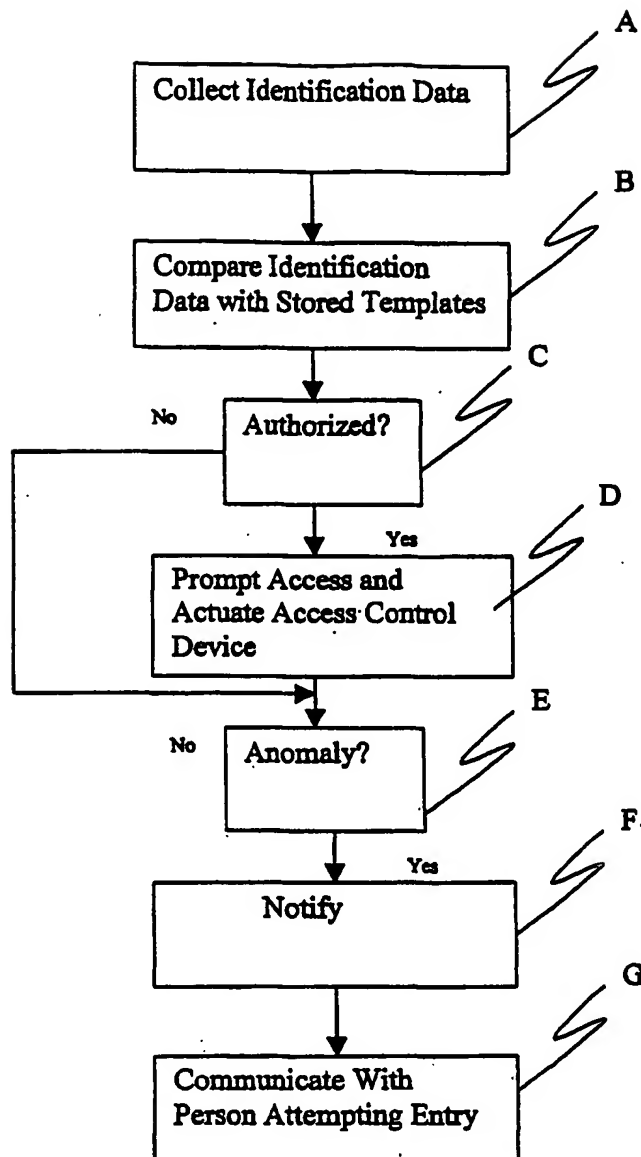 A
Collect Identification Data
B
Compare Identification
Data with Stored Templates
C
No
Authorized?
D
Yes
Prompt Access and
Actuate Access Control
Device
E
No
Anomaly?
F
Yes
Notify
G
Communicate With
Person Attempting Entry